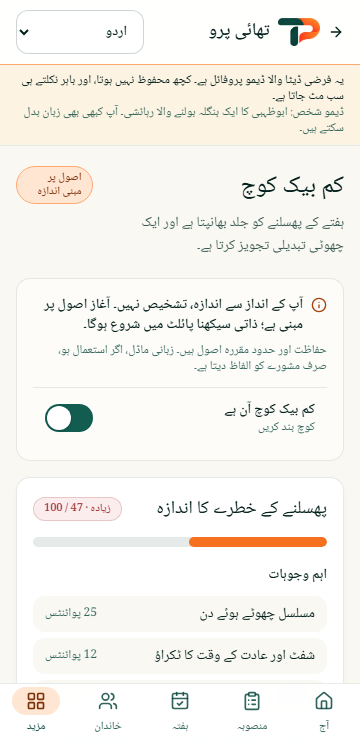 تھائی پرو
اردو
یہ فرضی ڈیٹا والا ڈیمو پروفائل ہے۔ کچھ محفوظ نہیں ہوتا، اور باہر نکلتے ہی
سب مٹ جاتا ہے۔
ڈیمو شخص: ابوظہبی کا ایک بنگلہ بولنے والا رہائشی۔ آپ کبھی بھی زبان بدل
سکتے ہیں۔
کم بیک کوچ
اصول پر
مبنی اندازہ
ہفتے کے پھسلنے کو جلد بھانپتا ہے اور ایک
چھوٹی تبدیلی تجویز کرتا ہے۔
آپ کے انداز سے اندازہ، تشخیص نہیں۔ آغاز اصول پر
مبنی ہے؛ ذاتی سیکھنا پائلٹ میں شروع ہوگا۔
حفاظت اور حدود مقررہ اصول ہیں۔ زبانی ماڈل، اگر استعمال ہو،
صرف مشورے کو الفاظ دیتا ہے۔
کم بیک کوچ آن ہے
کوچ بند کریں
پھسلنے کے خطرے کا اندازہ
زیادہ · 47 / 100
اہم وجوہات
مسلسل چھوٹے ہوئے دن
25 پوائنٹس
شفٹ اور عادت کے وقت کا ٹکراؤ
12 پوائنٹس
آج
منصوبہ
ہفتہ
خاندان
مزید